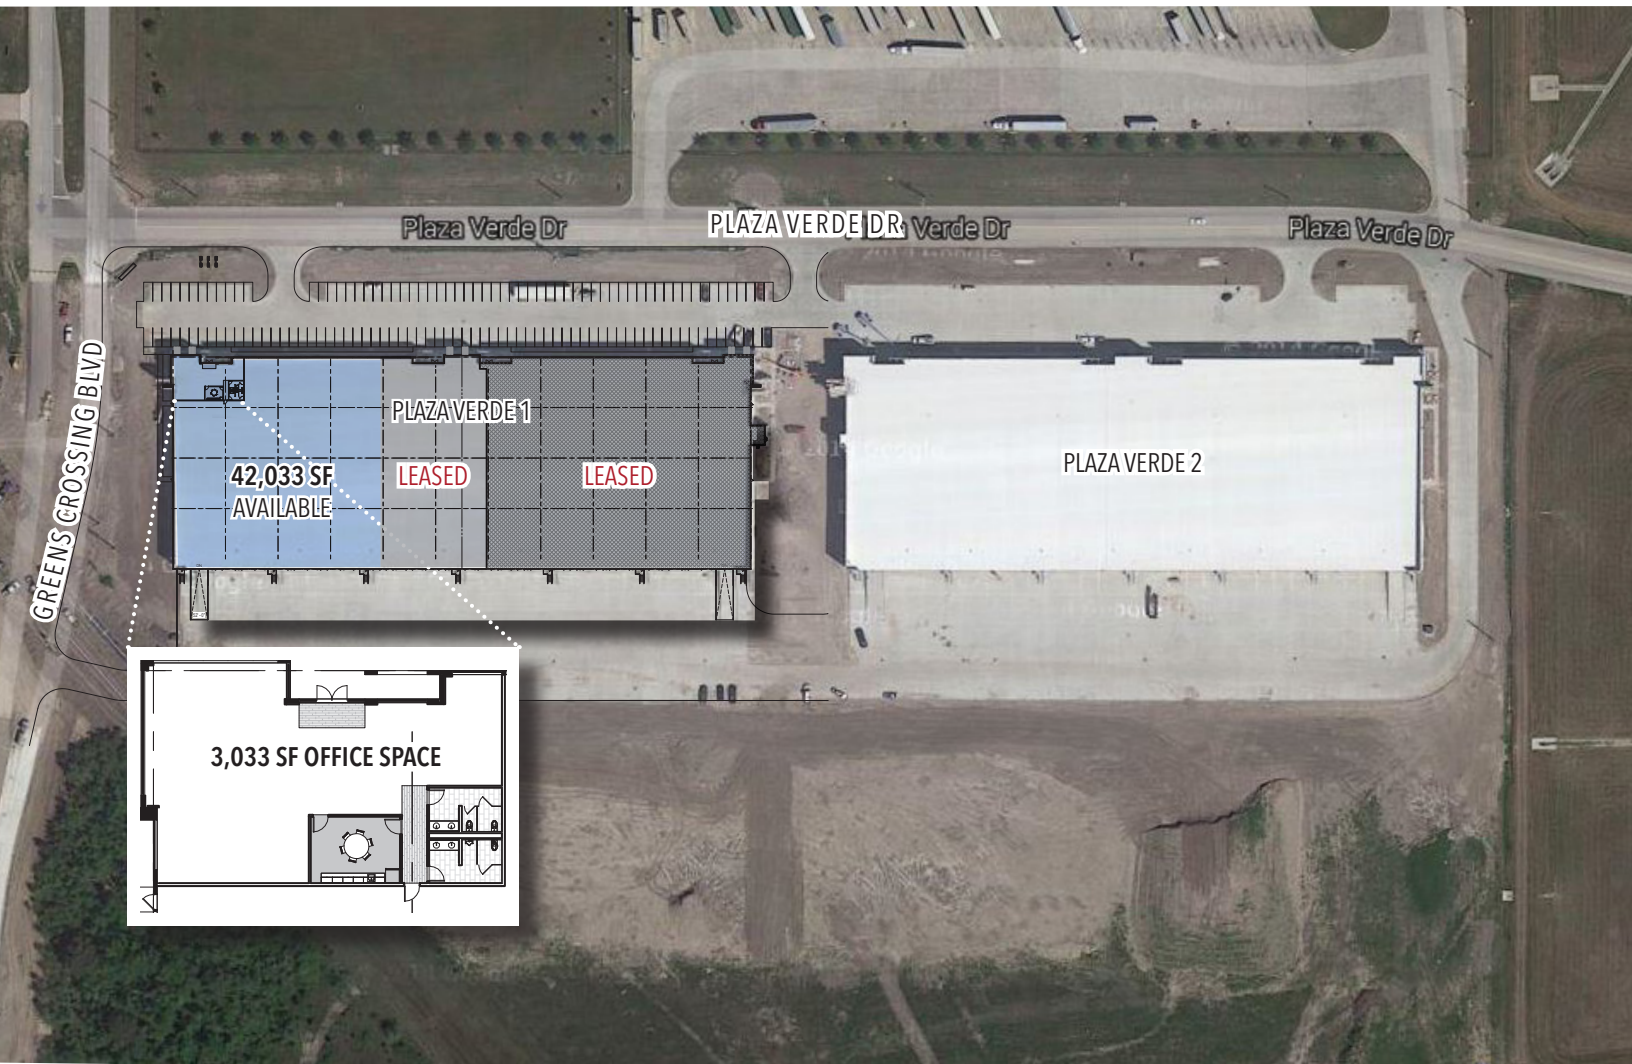 Plaza Verde Dr
PLAZA VERDE DR
Plaza Verde Dr
Plaza Verde Dr
GREENS CROSSING BLVD
PLAZA VERDE 1
42,033 SF
AVAILABLE
LEASED
LEASED
PLAZA VERDE 2
3,033 SF OFFICE SPACE